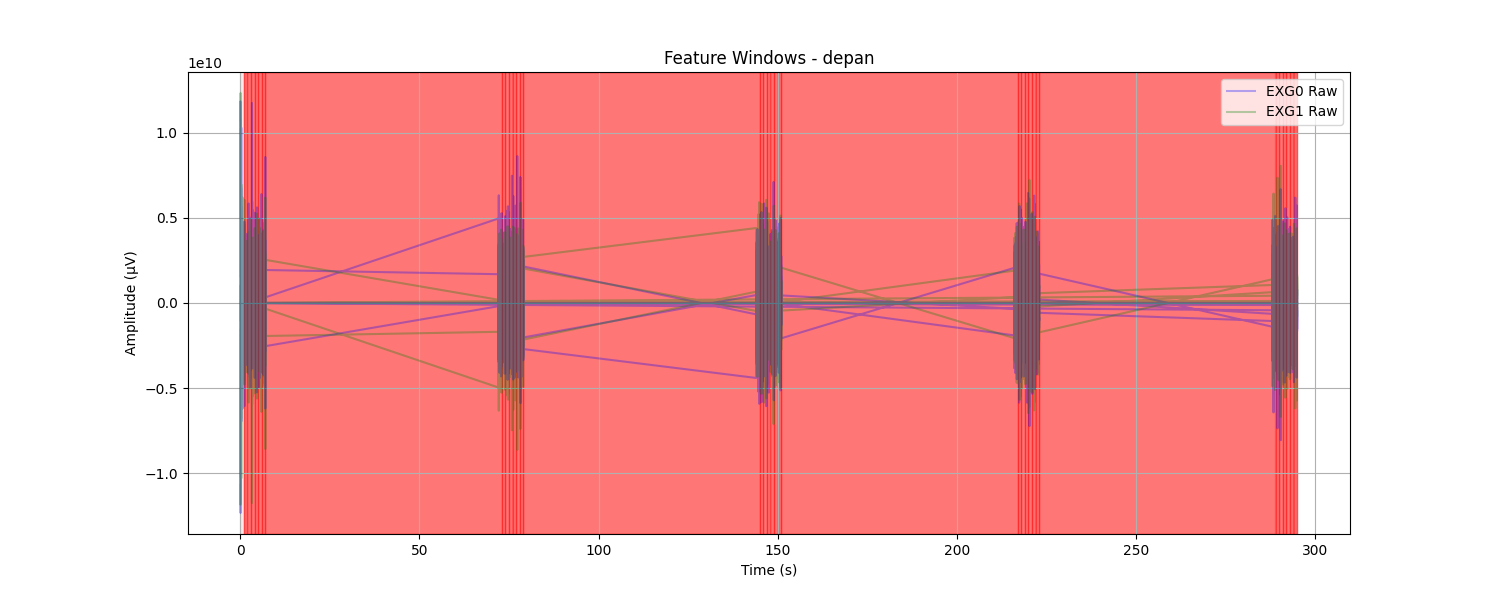 Feature Windows - depan
1e10
EXG0 Raw
EXG1 Raw
1.0
0.5
0.0
−0.5
−1.0
Amplitude (µV)
0 50 100 150 200 250 300
Time (s)